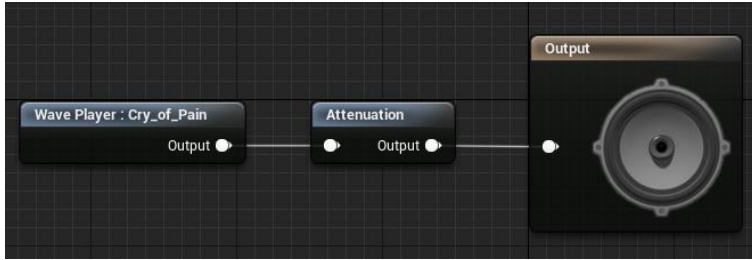 Output
Wave Player : Cry_of_Pain
Attenuation
Output
Output